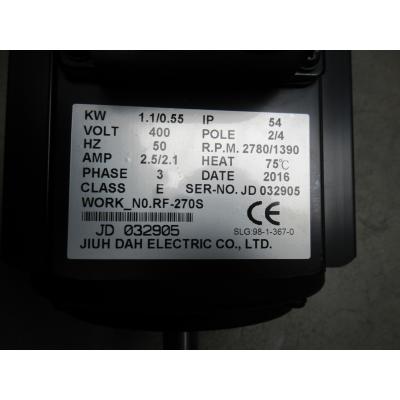 KW 1.1/0.55 IP 54
VOLT 400 POLE 2/4
HZ 50 R.P.M. 2780/1390
AMP 2.5/2.1 HEAT 75℃
PHASE 3 DATE 2016
CLASS E SER-NO. JD 032905
WORK_NO.RF-270S
CE
JD 032905
SLG:98-1-367-0
JIUH DAH ELECTRIC CO., LTD.